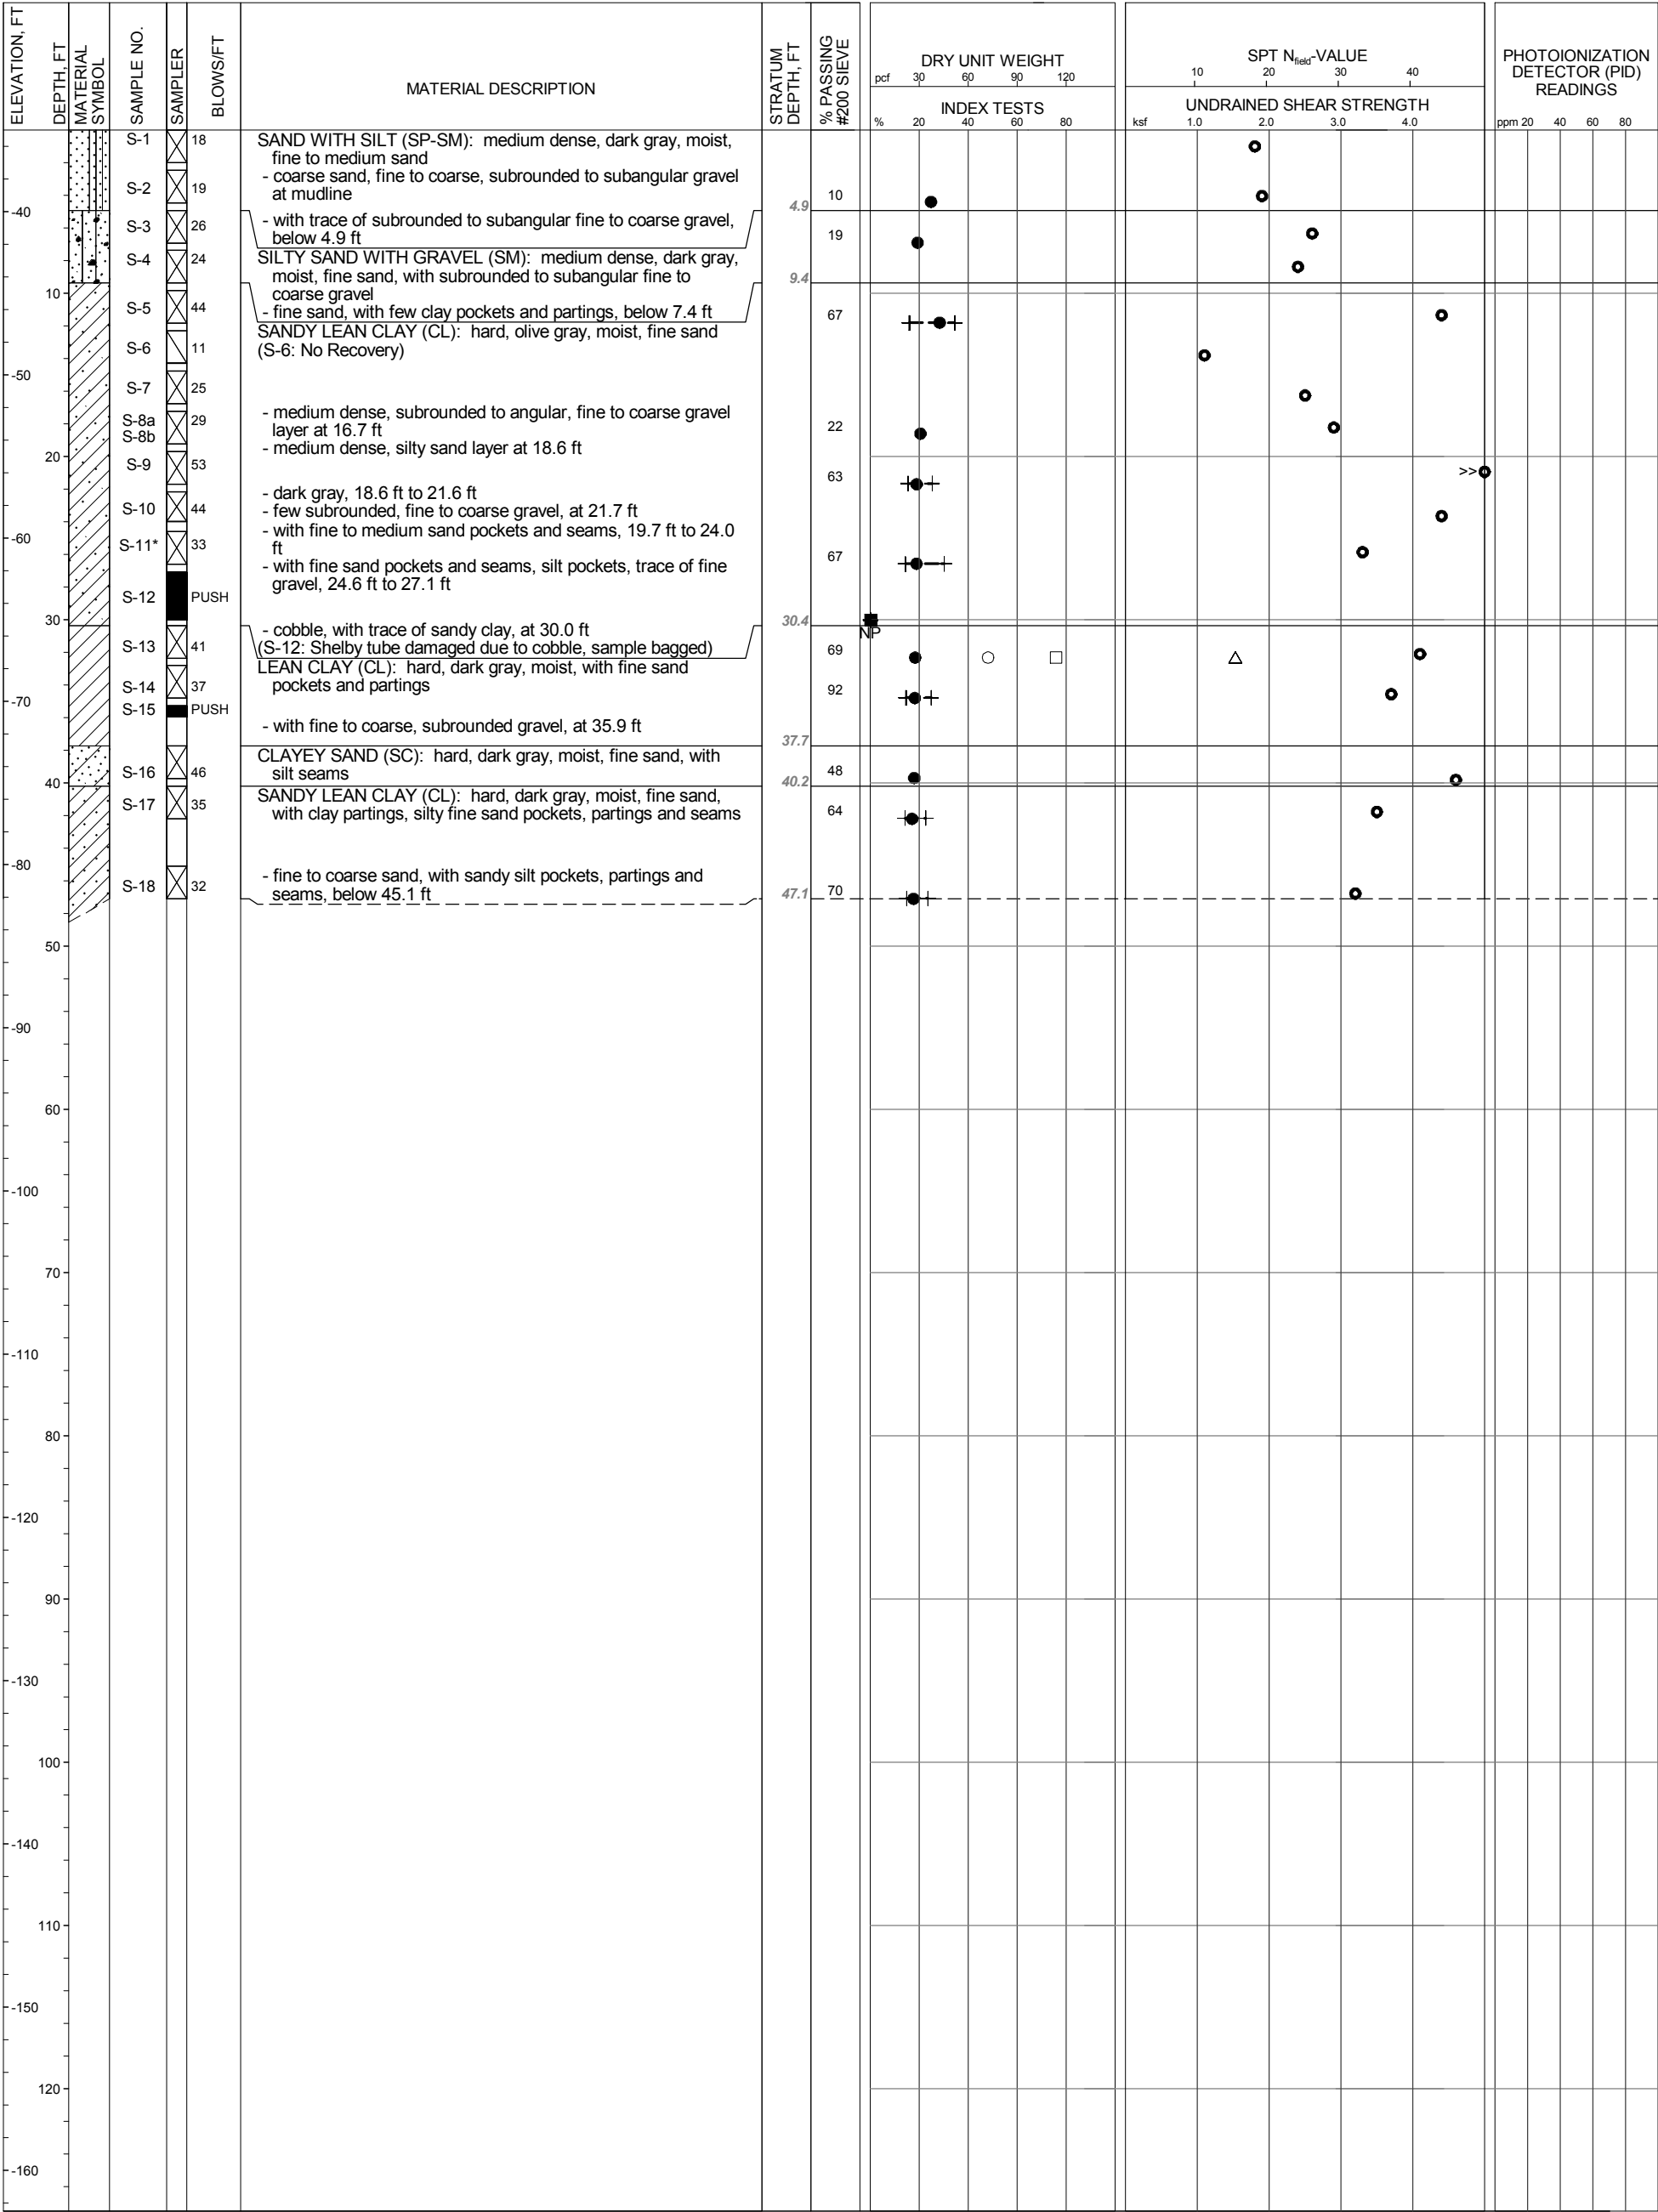 ELEVATION, FT
DEPTH, FT
MATERIAL
SYMBOL
SAMPLE NO.
SAMPLER
BLOWS/FT
MATERIAL DESCRIPTION
STRATUM
DEPTH, FT
% PASSING
#200 SIEVE
DRY UNIT WEIGHT
pcf 30 60 90 120
INDEX TESTS
% 20 40 60 80
SPT Nfield-VALUE
10 20 30 40
UNDRAINED SHEAR STRENGTH
ksf 1.0 2.0 3.0 4.0
PHOTOIONIZATION
DETECTOR (PID)
READINGS
ppm 20 40 60 80
S-1 18 SAND WITH SILT (SP-SM): medium dense, dark gray, moist,
fine to medium sand
- coarse sand, fine to coarse, subrounded to subangular gravel
S-2 19 at mudline 10
4.9
-40
- with trace of subrounded to subangular fine to coarse gravel,
S-3 26 below 4.9 ft 19
SILTY SAND WITH GRAVEL (SM): medium dense, dark gray,
S-4 24 moist, fine sand, with subrounded to subangular fine to
9.4
10 coarse gravel
- fine sand, with few clay pockets and partings, below 7.4 ft
S-5 44 67
SANDY LEAN CLAY (CL): hard, olive gray, moist, fine sand
S-6 11 (S-6: No Recovery)
-50
S-7 25
- medium dense, subrounded to angular, fine to coarse gravel
S-8a 29 layer at 16.7 ft 22
S-8b
- medium dense, silty sand layer at 18.6 ft
20
S-9 53 63 >>
- dark gray, 18.6 ft to 21.6 ft
S-10 44 - few subrounded, fine to coarse gravel, at 21.7 ft
- with fine to medium sand pockets and seams, 19.7 ft to 24.0
-60
S-11* 33 ft 67
- with fine sand pockets and seams, silt pockets, trace of fine
gravel, 24.6 ft to 27.1 ft
S-12 PUSH
30 30.4
- cobble, with trace of sandy clay, at 30.0 ft NP
S-13 41 (S-12: Shelby tube damaged due to cobble, sample bagged) 69
LEAN CLAY (CL): hard, dark gray, moist, with fine sand
S-14 37 pockets and partings 92
-70
S-15 PUSH
- with fine to coarse, subrounded gravel, at 35.9 ft
37.7
CLAYEY SAND (SC): hard, dark gray, moist, fine sand, with
S-16 46 silt seams 48
40 40.2
SANDY LEAN CLAY (CL): hard, dark gray, moist, fine sand,
S-17 35 with clay partings, silty fine sand pockets, partings and seams 64
-80
- fine to coarse sand, with sandy silt pockets, partings and
S-18 32 seams, below 45.1 ft 47.1 70
50
-90
60
-100
70
-110
80
-120
90
-130
100
-140
110
-150
120
-160